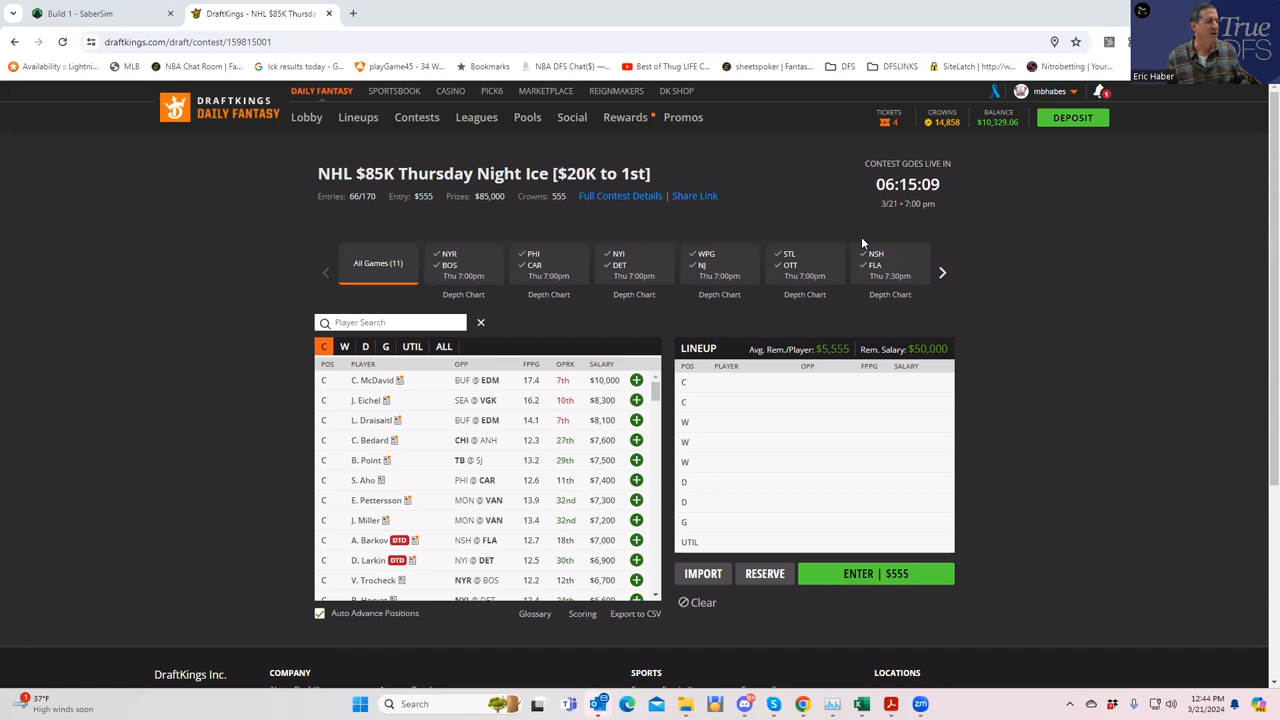 Build 1 - SaberSim
DraftKings - NHL $85K Thursda
draftkings.com/draft/contest/159815001
Availability :: Lightni...
MLB
NBA Chat Room | Fa...
Ick results today - G...
playGame45 - 34 W...
Bookmarks
NBA DFS Chat($) —...
Best of Thug LIFE C...
sheetspoker | Strea...
DFS
DFSLINKS
SiteLatch | http://w...
Nitrobetting | Your...
True
DFS
Eric Haber
DRAFTKINGS
DAILY FANTASY
DAILY FANTASY SPORTSBOOK CASINO PICK6 MARKETPLACE REIGNMAKERS DK SHOP
mbhabes
1
Lobby Lineups Contests Leagues Pools Social Rewards Promos
TICKETS
4
CROWNS
14,858
BALANCE
$10,329.06
DEPOSIT
NHL $85K Thursday Night Ice [$20K to 1st]
Entries: 66/170 Entry: $555 Prizes: $85,000 Crowns: 555 Full Contest Details | Share Link
CONTEST GOES LIVE IN
06:15:09
3/21 • 7:00 pm
All Games (11)
NYR
BOS
Thu 7:00pm
Depth Chart
PHI
CAR
Thu 7:00pm
Depth Chart
NYI
DET
Thu 7:00pm
Depth Chart
WPG
NJ
Thu 7:00pm
Depth Chart
STL
OTT
Thu 7:00pm
Depth Chart
NSH
FLA
Thu 7:30pm
Depth Chart
Player Search
C W D G UTIL ALL
POS PLAYER OPP FPPG OPRK SALARY
C C. McDavid BUF @ EDM 17.4 7th $10,000
C J. Eichel SEA @ VGK 16.2 10th $8,300
C L. Draisaitl BUF @ EDM 14.1 7th $8,100
C C. Bedard CHI @ ANH 12.3 27th $7,600
C B. Point TB @ SJ 13.2 29th $7,500
C S. Aho PHI @ CAR 12.6 11th $7,400
C E. Pettersson MON @ VAN 13.9 32nd $7,300
C J. Miller MON @ VAN 13.4 32nd $7,200
C A. Barkov DTD NSH @ FLA 12.7 18th $7,000
C D. Larkin DTD NYI @ DET 12.5 30th $6,900
C V. Trocheck NYR @ BOS 12.2 12th $6,700
Auto Advance Positions
Glossary Scoring Export to CSV
LINEUP Avg. Rem./Player: $5,555 Rem. Salary: $50,000
POS PLAYER OPP FPPG SALARY
C
C
W
W
W
D
D
G
UTIL
IMPORT RESERVE ENTER | $555
Clear
DraftKings Inc. COMPANY SPORTS LOCATIONS
1
37°F
High winds soon
Search
12:44 PM
3/21/2024